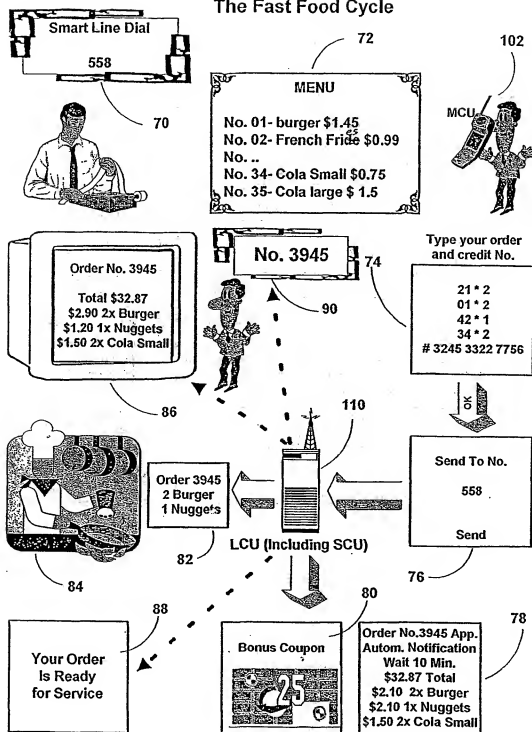 The Fast Food Cycle
Smart Line Dial
558
70
72
MENU
No. 01- burger $1.45
No. 02- French Fride $0.99
es
No. ..
No. 34- Cola Small $0.75
No. 35- Cola large $ 1.5
102
MCU
Order No. 3945
Total $32.87
$2.90 2x Burger
$1.20 1x Nuggets
$1.50 2x Cola Small
86
No. 3945
90
74
Type your order
and credit No.
21 * 2
01 * 2
42 * 1
34 * 2
# 3245 3322 7756
OK
110
Send To No.
558
Send
76
84
Order 3945
2 Burger
1 Nuggets
82
LCU (Including SCU)
88
Your Order
Is Ready
for Service
80
Bonus Coupon
25
78
Order No.3945 App.
Autom. Notification
Wait 10 Min.
$32.87 Total
$2.10 2x Burger
$2.10 1x Nuggets
$1.50 2x Cola Small